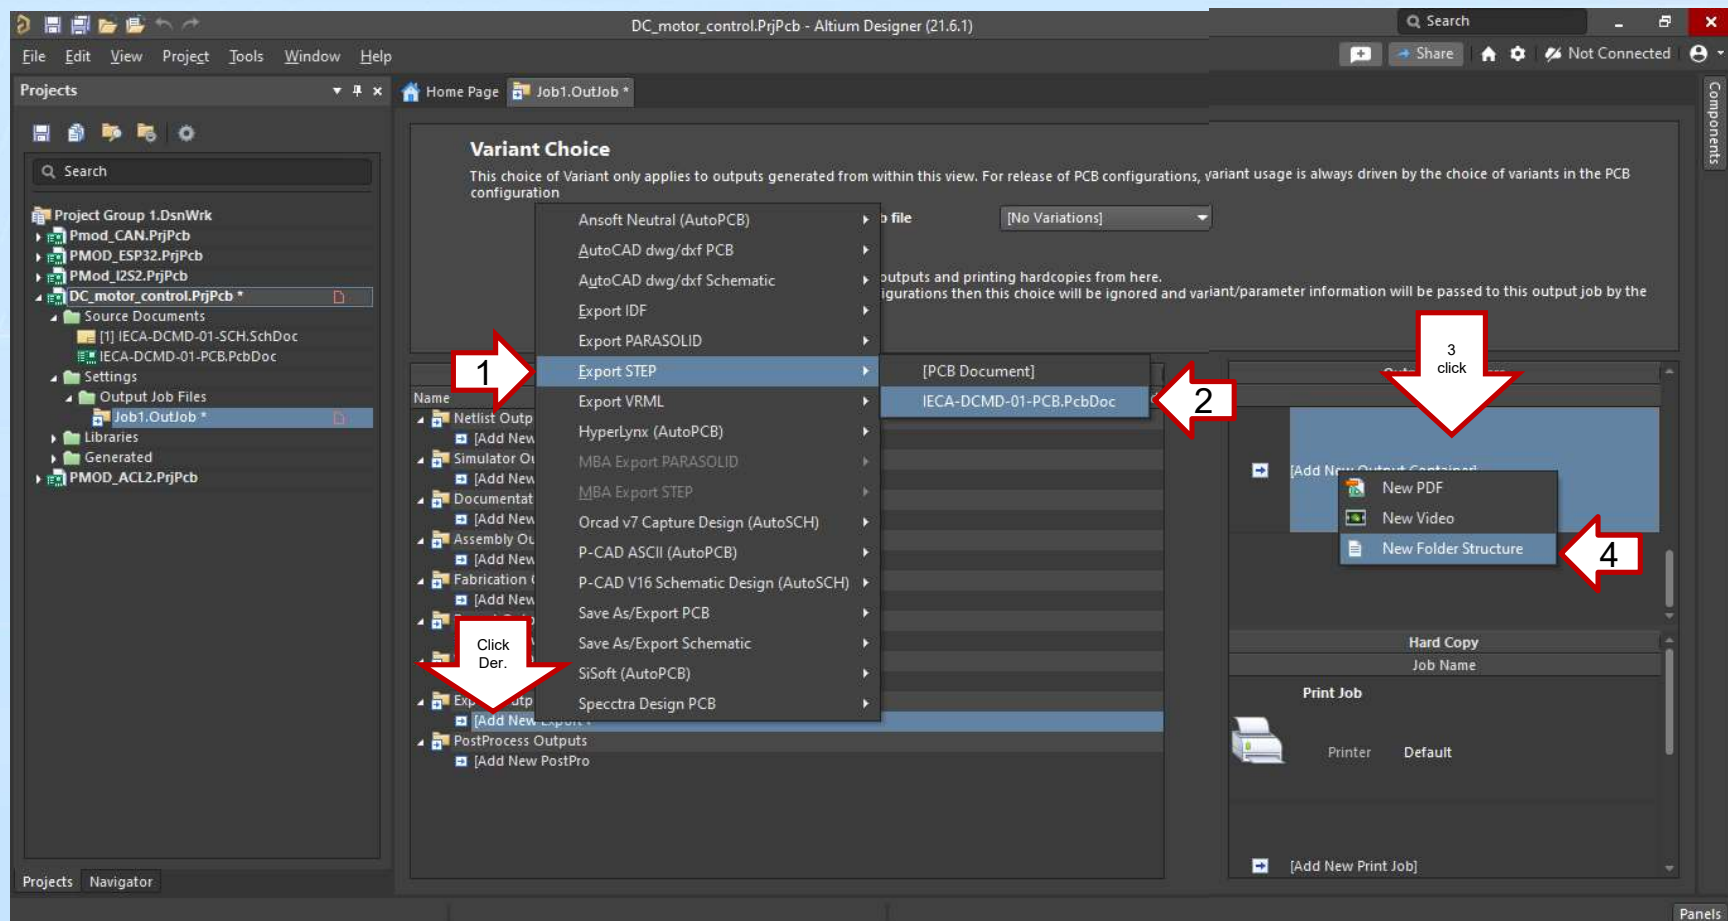 DC_motor_control.PrjPcb - Altium Designer (21.6.1)
Search
File Edit View Project Tools Window Help
Share
Not Connected
Projects
Home Page
Job1.OutJob *
Components
Search
Project Group 1.DsnWrk
Pmod_CAN.PrjPcb
PMOD_ESP32.PrjPcb
PMod_I2S2.PrjPcb
DC_motor_control.PrjPcb *
Source Documents
[1] IECA-DCMD-01-SCH.SchDoc
IECA-DCMD-01-PCB.PcbDoc
Settings
Output Job Files
Job1.OutJob *
Libraries
Generated
PMOD_ACL2.PrjPcb
Projects Navigator
Variant Choice
This choice of Variant only applies to outputs generated from within this view. For release of PCB configurations, variant usage is always driven by the choice of variants in the PCB
configuration
file
[No Variations]
outputs and printing hardcopies from here.
then this choice will be ignored and variant/parameter information will be passed to this output job by the
Name
Netlist Outp
[Add New
Simulator Ou
[Add New
Documentat
[Add New
Assembly Ou
[Add New
Fabrication
[Add New
[Add New Export
PostProcess Outputs
[Add New PostPro
Ansoft Neutral (AutoPCB)
AutoCAD dwg/dxf PCB
AutoCAD dwg/dxf Schematic
Export IDF
Export PARASOLID
Export STEP
Export VRML
HyperLynx (AutoPCB)
MBA Export PARASOLID
MBA Export STEP
Orcad v7 Capture Design (AutoSCH)
P-CAD ASCII (AutoPCB)
P-CAD V16 Schematic Design (AutoSCH)
Save As/Export PCB
Save As/Export Schematic
SiSoft (AutoPCB)
Specctra Design PCB
[PCB Document]
IECA-DCMD-01-PCB.PcbDoc
1
2
3
click
4
Click
Der.
[Add New Output Container]
New PDF
New Video
New Folder Structure
Hard Copy
Job Name
Print Job
Printer Default
[Add New Print Job]
Panels